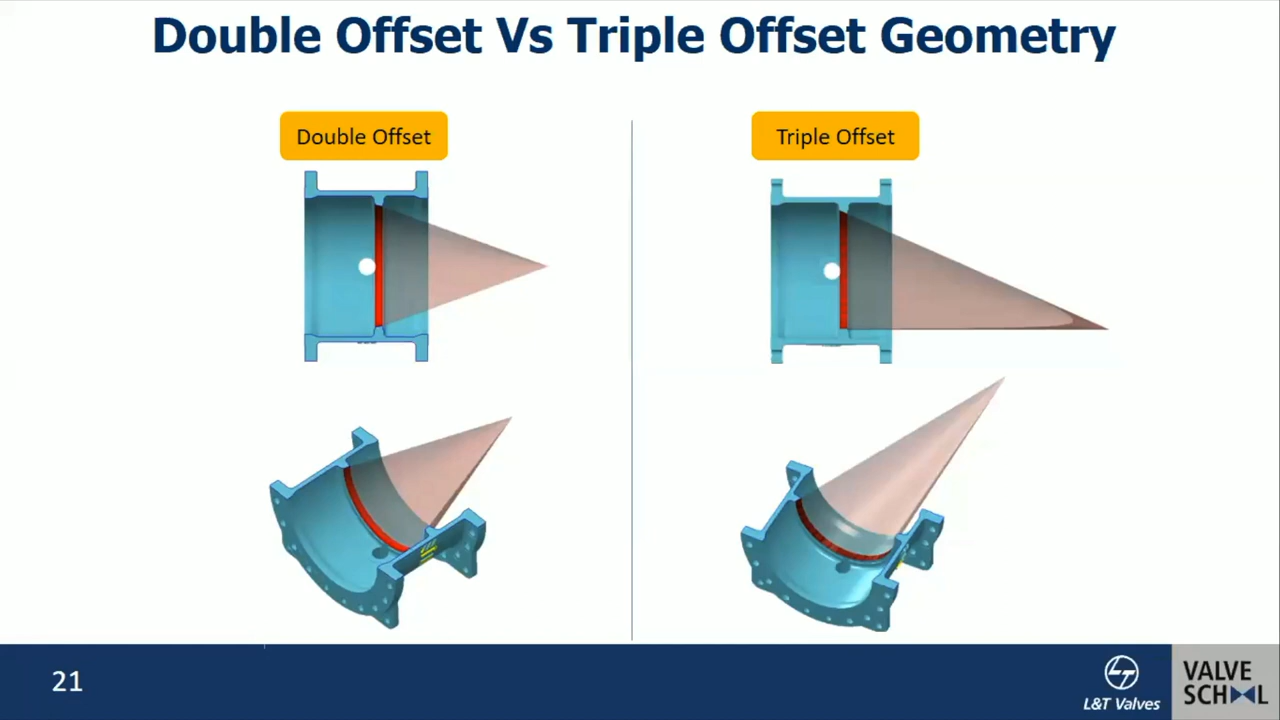 Double Offset Vs Triple Offset Geometry
Double Offset
Triple Offset
21
L&T Valves
VALVE
SCHOOL